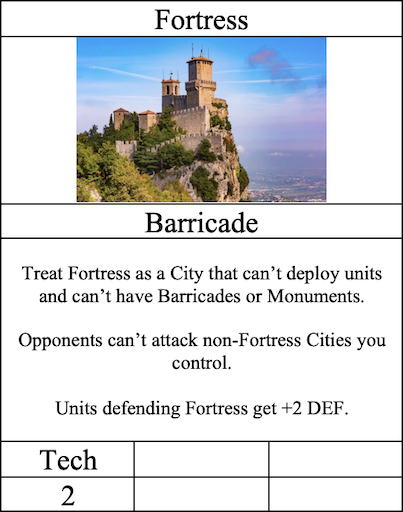 Fortress
Barricade
Treat Fortress as a City that can’t deploy units
and can’t have Barricades or Monuments.
Opponents can’t attack non-Fortress Cities you
control.
Units defending Fortress get +2 DEF.
Tech
2